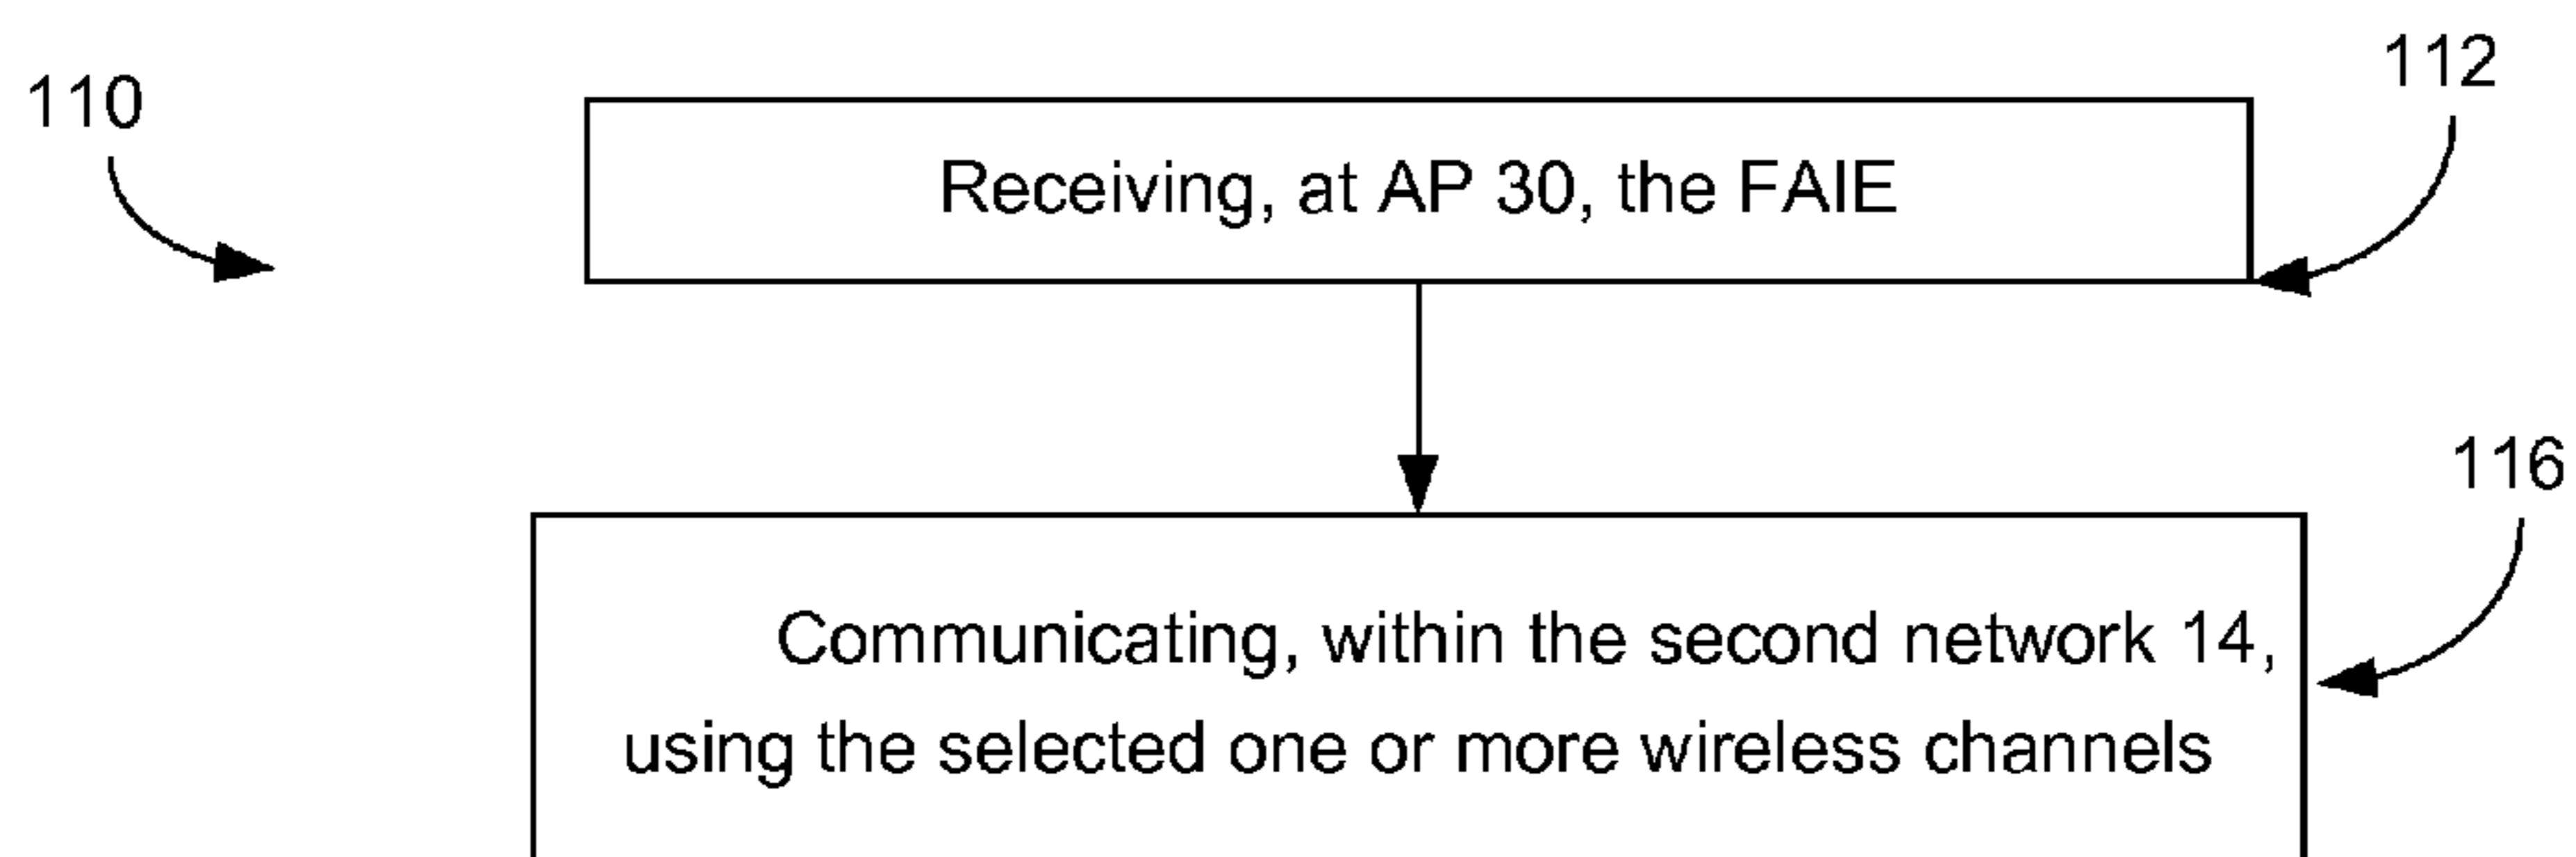 110
112
Receiving, at AP 30, the FAIE
116
Communicating, within the second network 14,
using the selected one or more wireless channels